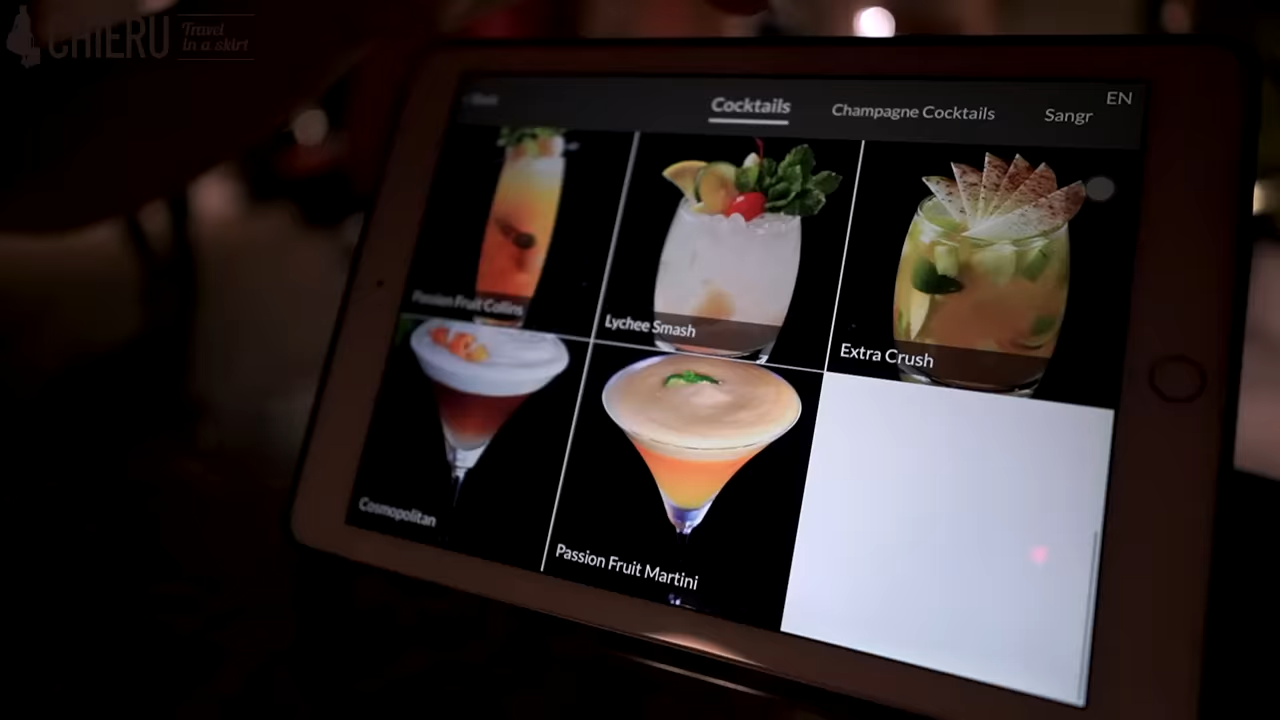 CHIERU
Travel
in a skirt
Cocktails
Champagne Cocktails
Sangr
EN
Passion Fruit Collins
Lychee Smash
Extra Crush
Cosmopolitan
Passion Fruit Martini